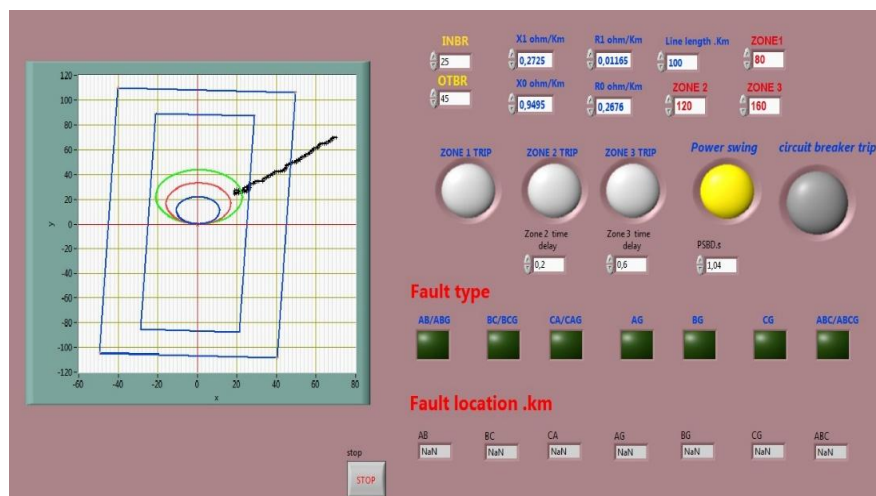 INBR
25
X1 ohm/Km
0,2725
R1 ohm/Km
0,01165
Line length .Km
100
ZONE1
80
OTBR
45
X0 ohm/Km
0,9495
R0 ohm/Km
0,2676
ZONE 2
120
ZONE 3
160
120
100
80
60
40
20
0
-20
-40
-60
-80
-100
-120
y
-60 -40 -20 0 20 40 60 80
x
ZONE 1 TRIP
ZONE 2 TRIP
ZONE 3 TRIP
Power swing
circuit breaker trip
Zone 2 time
delay
0,2
Zone 3 time
delay
0,6
PSBD.s
1,04
Fault type
AB/ABG BC/BCG CA/CAG AG BG CG ABC/ABCG
Fault location .km
AB BC CA AG BG CG ABC
NaN NaN NaN NaN NaN NaN NaN
stop
STOP